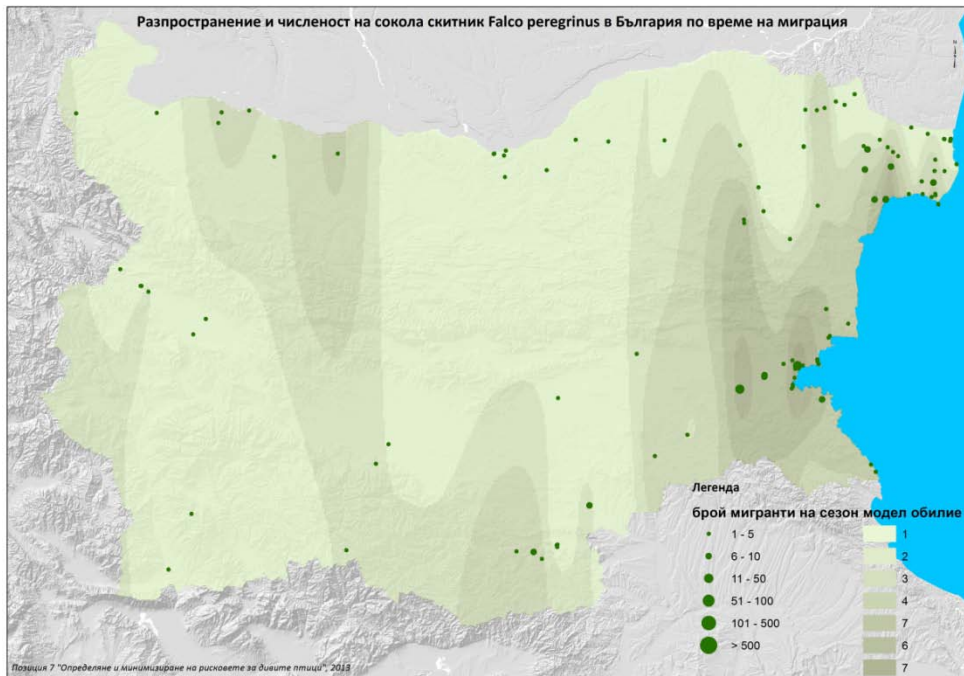 Разпространение и численост на сокола скитник Falco peregrinus в България по време на миграция
Легенда
брой мигранти на сезон модел обилие
1 - 5
6 - 10
11 - 50
51 - 100
101 - 500
> 500
1
2
3
4
7
6
7
Позиция 7 "Определяне и минимизиране на рисковете за дивите птици", 2013